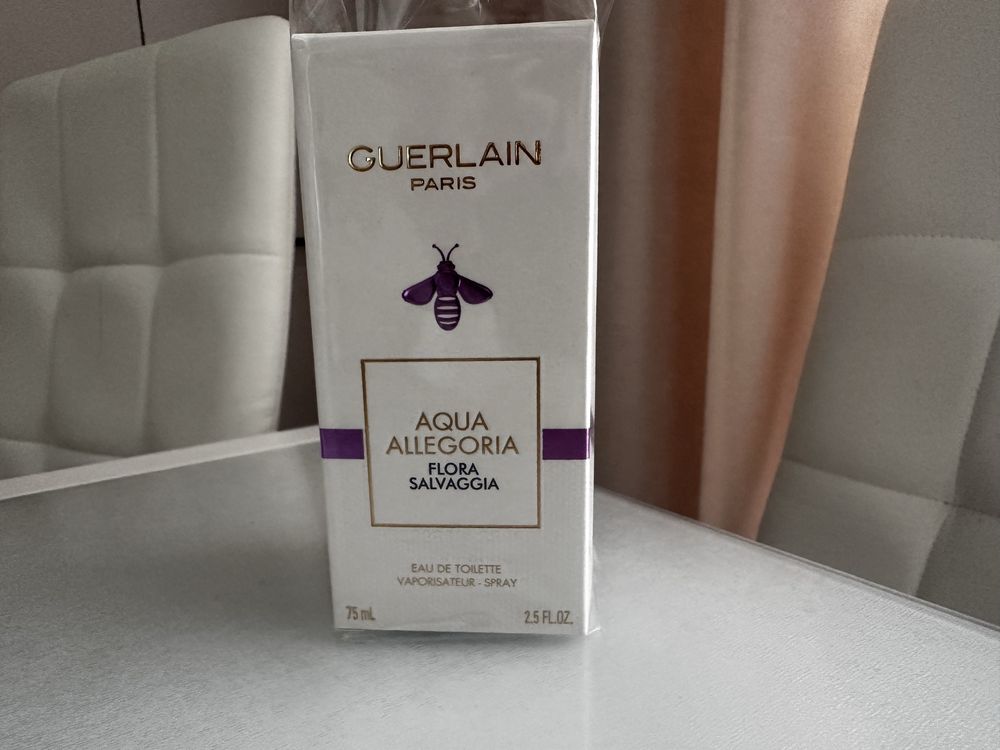 GUERLAIN
PARIS
AQUA
ALLEGORIA
FLORA
SALVAGGIA
EAU DE TOILETTE
VAPORISATEUR - SPRAY
75 mL 2.5 FL.OZ.